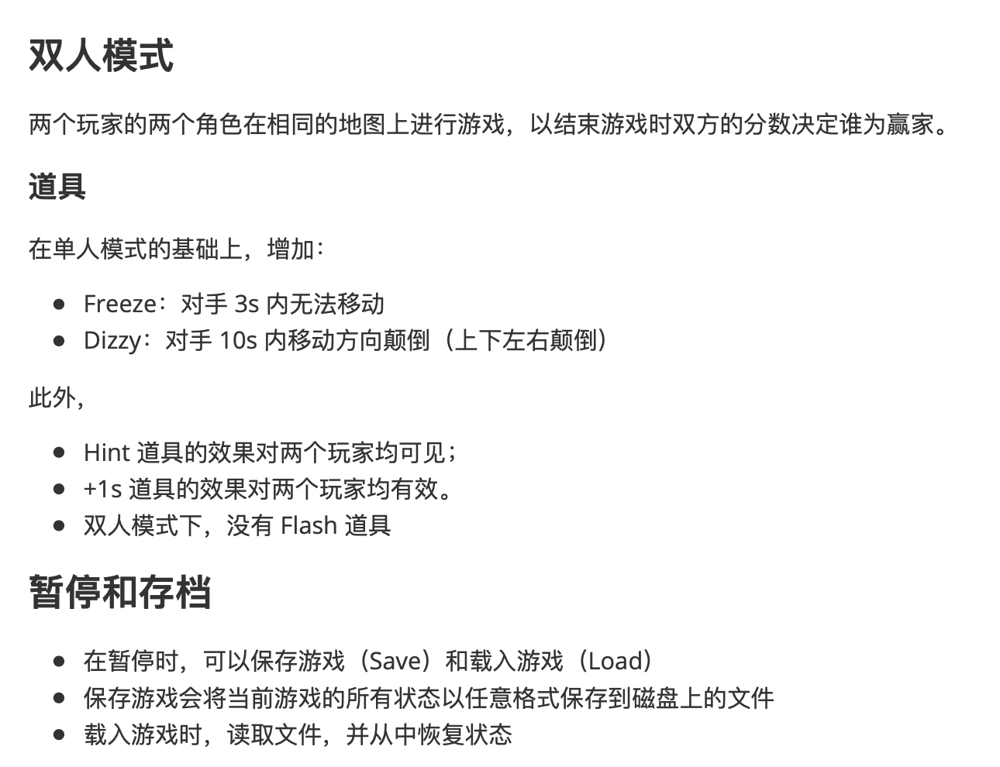 双人模式
两个玩家的两个角色在相同的地图上进行游戏，以结束游戏时双方的分数决定谁为赢家。
道具
在单人模式的基础上，增加：
● Freeze：对手 3s 内无法移动
● Dizzy：对手 10s 内移动方向颠倒（上下左右颠倒）
此外，
● Hint 道具的效果对两个玩家均可见；
● +1s 道具的效果对两个玩家均有效。
● 双人模式下，没有 Flash 道具
暂停和存档
● 在暂停时，可以保存游戏（Save）和载入游戏（Load）
● 保存游戏会将当前游戏的所有状态以任意格式保存到磁盘上的文件
● 载入游戏时，读取文件，并从中恢复状态